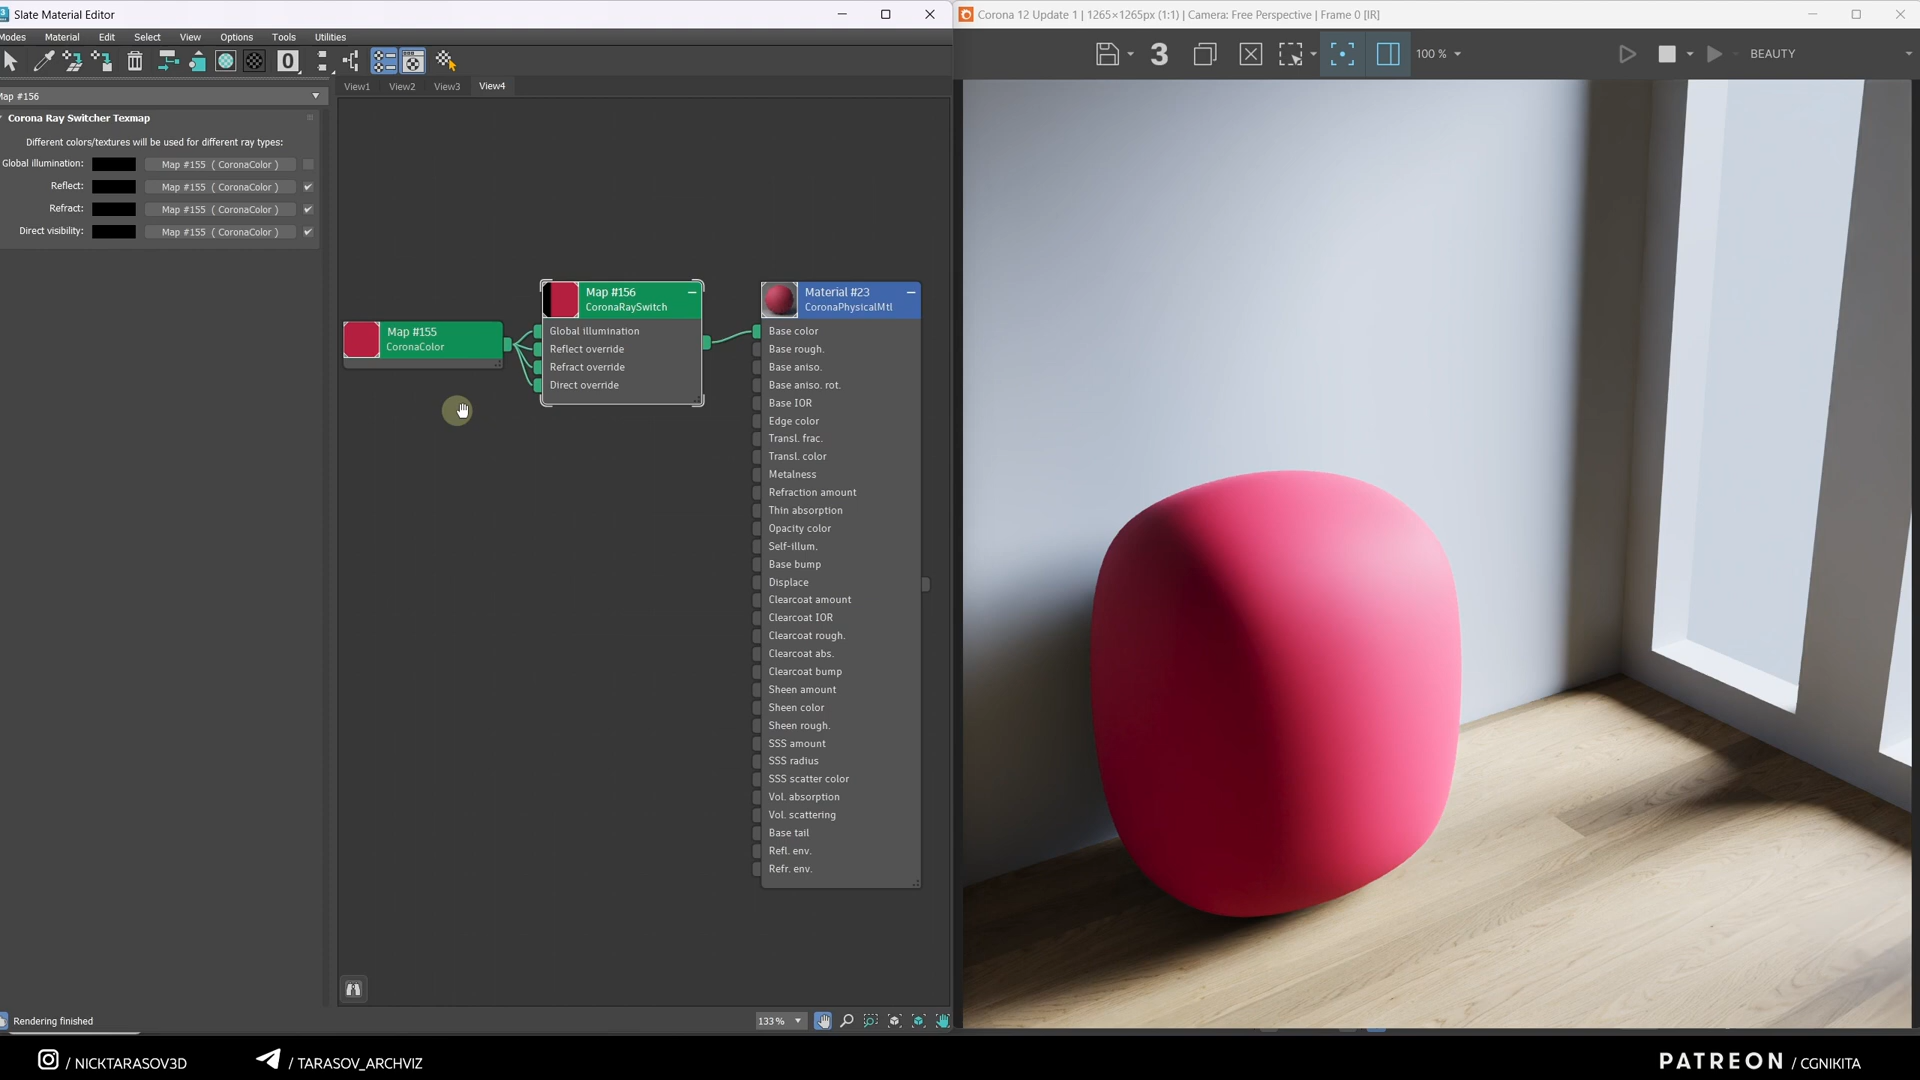 Slate Material Editor
Modes Material Edit Select View Options Tools Utilities
View1 View2 View3 View4
Map #156
Corona Ray Switcher Texmap
Different colors/textures will be used for different ray types:
Global illumination: Map #155 ( CoronaColor )
Reflect: Map #155 ( CoronaColor )
Refract: Map #155 ( CoronaColor )
Direct visibility: Map #155 ( CoronaColor )
Map #155
CoronaColor
Map #156
CoronaRaySwitch
Global illumination
Reflect override
Refract override
Direct override
Material #23
CoronaPhysicalMtl
Base color
Base rough.
Base aniso.
Base aniso. rot.
Base IOR
Edge color
Transl. frac.
Transl. color
Metalness
Refraction amount
Thin absorption
Opacity color
Self-illum.
Base bump
Displace
Clearcoat amount
Clearcoat IOR
Clearcoat rough.
Clearcoat abs.
Clearcoat bump
Sheen amount
Sheen color
Sheen rough.
SSS amount
SSS radius
SSS scatter color
Vol. absorption
Vol. scattering
Base tail
Refl. env.
Refr. env.
Rendering finished
133 %
Corona 12 Update 1 | 1265×1265px (1:1) | Camera: Free Perspective | Frame 0 [IR]
3 100 % BEAUTY
/ NICKTARASOV3D
/ TARASOV_ARCHVIZ
PATREON / CGNIKITA